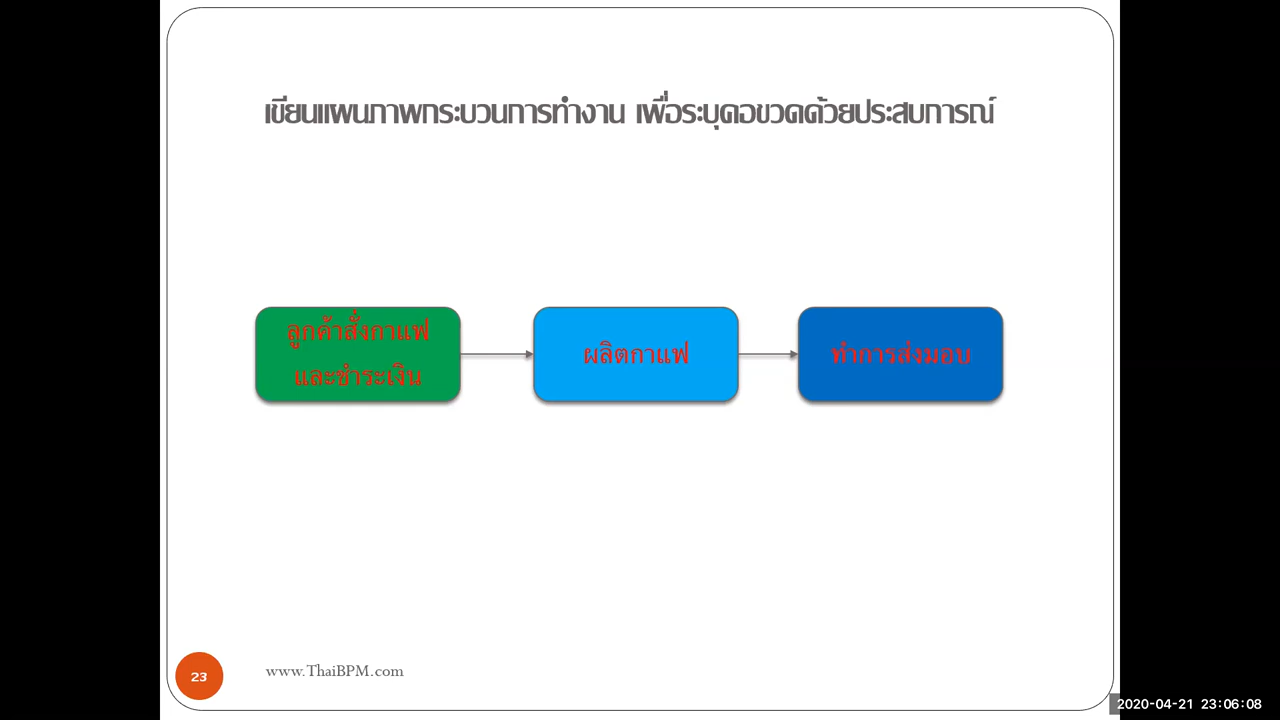 เขียนแผนภาพกระบวนการทำงาน เพื่อระบุคอขวดด้วยประสบการณ์
ลูกค้าสั่งกาแฟ
และชำระเงิน
ผลิตกาแฟ
ทำการส่งมอบ
23
www.ThaiBPM.com
2020-04-21 23:06:08